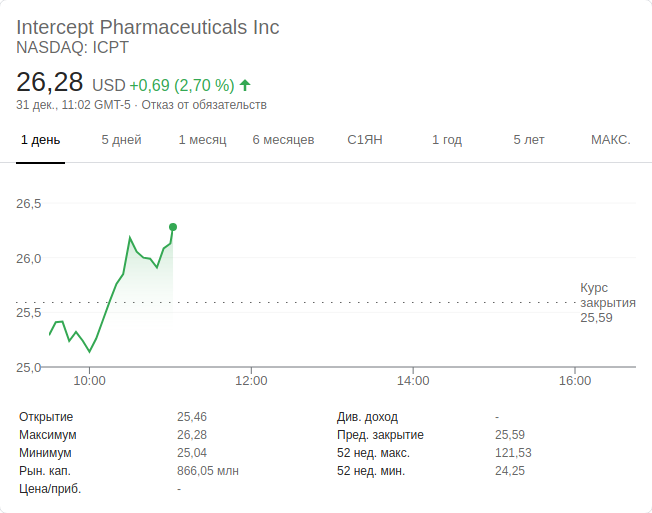 Intercept Pharmaceuticals Inc
NASDAQ: ICPT
26,28 USD +0,69 (2,70 %)
31 дек., 11:02 GMT-5 · Отказ от обязательств
1 день 5 дней 1 месяц 6 месяцев С1ЯН 1 год 5 лет МАКС.
26,5
26,0
25,5
25,0
Курс
закрытия
25,59
10:00 12:00 14:00 16:00
Открытие 25,46 Див. доход -
Максимум 26,28 Пред. закрытие 25,59
Минимум 25,04 52 нед. макс. 121,53
Рын. кап. 866,05 млн 52 нед. мин. 24,25
Цена/приб. -